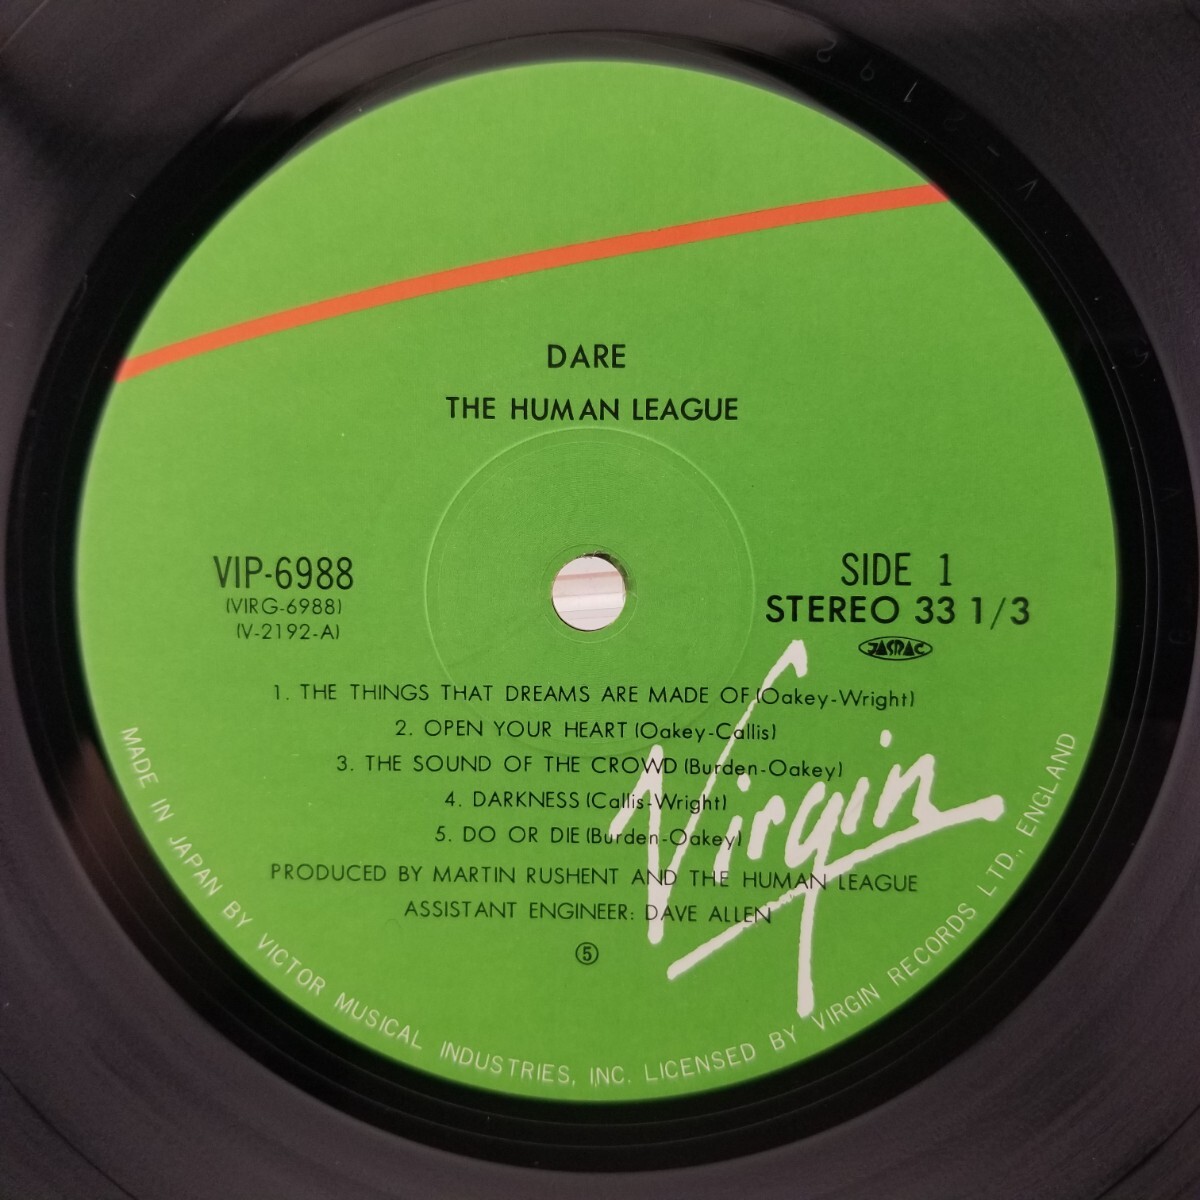 DARE
THE HUMAN LEAGUE
VIP-6988
(VIRG-6988)
(V-2192-A)
SIDE 1
STEREO 33 1/3
JASRAC
1. THE THINGS THAT DREAMS ARE MADE OF (Oakey-Wright)
2. OPEN YOUR HEART (Oakey-Callis)
3. THE SOUND OF THE CROWD (Burden-Oakey)
4. DARKNESS (Callis-Wright)
5. DO OR DIE (Burden-Oakey)
PRODUCED BY MARTIN RUSHENT AND THE HUMAN LEAGUE
ASSISTANT ENGINEER: DAVE ALLEN
⑤
Virgin
MADE IN JAPAN BY VICTOR MUSICAL INDUSTRIES, INC. LICENSED BY VIRGIN RECORDS LTD., ENGLAND